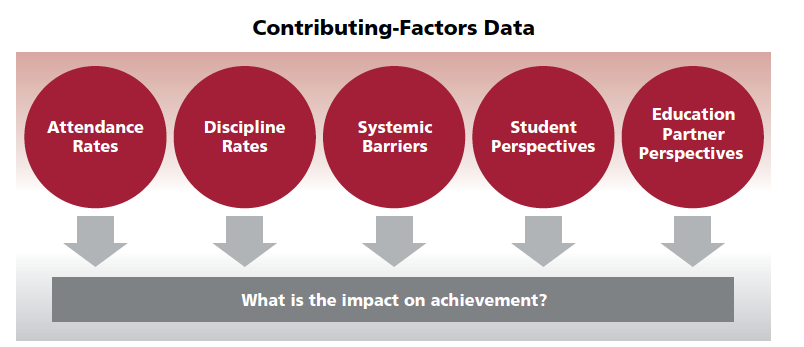 Contributing-Factors Data
Attendance
Rates
Discipline
Rates
Systemic
Barriers
Student
Perspectives
Education
Partner
Perspectives
What is the impact on achievement?